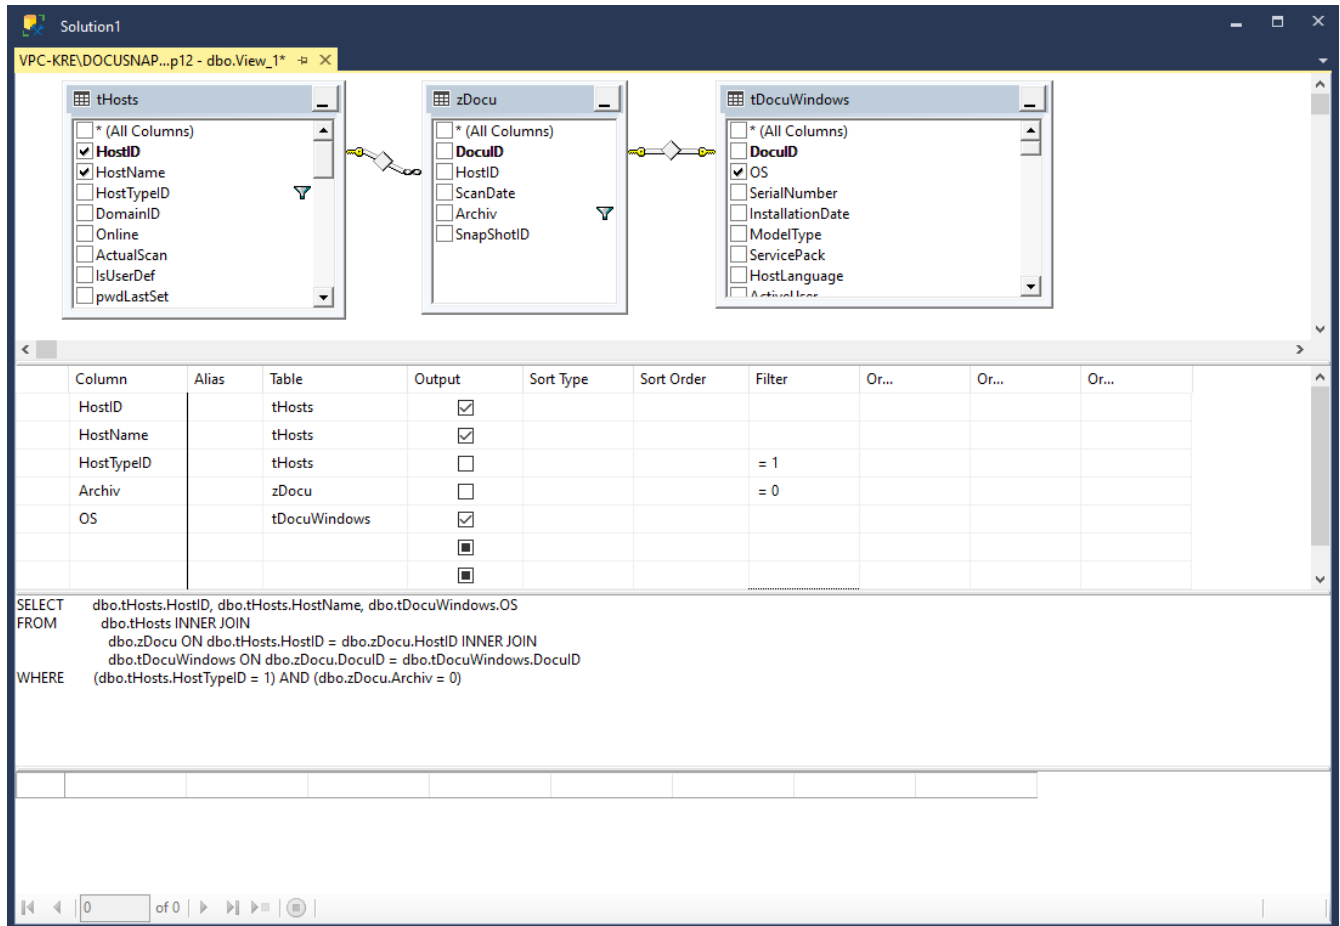 Solution1
VPC-KRE\DOCUSNAP...p12 - dbo.View_1*
tHosts
* (All Columns)
HostID
HostName
HostTypeID
DomainID
Online
ActualScan
IsUserDef
pwdLastSet
zDocu
* (All Columns)
DocuID
HostID
ScanDate
Archiv
SnapShotID
tDocuWindows
* (All Columns)
DocuID
OS
SerialNumber
InstallationDate
ModelType
ServicePack
HostLanguage
ActiveUser
Column Alias Table Output Sort Type Sort Order Filter Or... Or... Or...
HostID tHosts
HostName tHosts
HostTypeID tHosts = 1
Archiv zDocu = 0
OS tDocuWindows
SELECT dbo.tHosts.HostID, dbo.tHosts.HostName, dbo.tDocuWindows.OS
FROM dbo.tHosts INNER JOIN
dbo.zDocu ON dbo.tHosts.HostID = dbo.zDocu.HostID INNER JOIN
dbo.tDocuWindows ON dbo.zDocu.DocuID = dbo.tDocuWindows.DocuID
WHERE (dbo.tHosts.HostTypeID = 1) AND (dbo.zDocu.Archiv = 0)
0 of 0